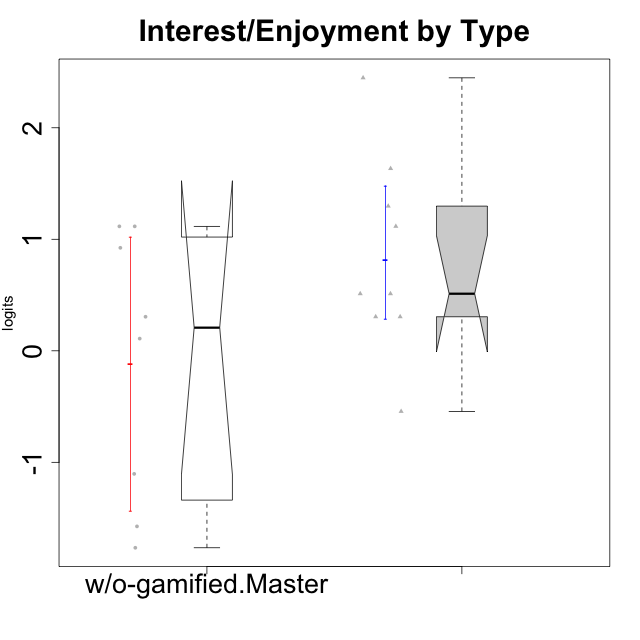 Interest/Enjoyment by Type
logits
2
1
0
-1
w/o-gamified.Master